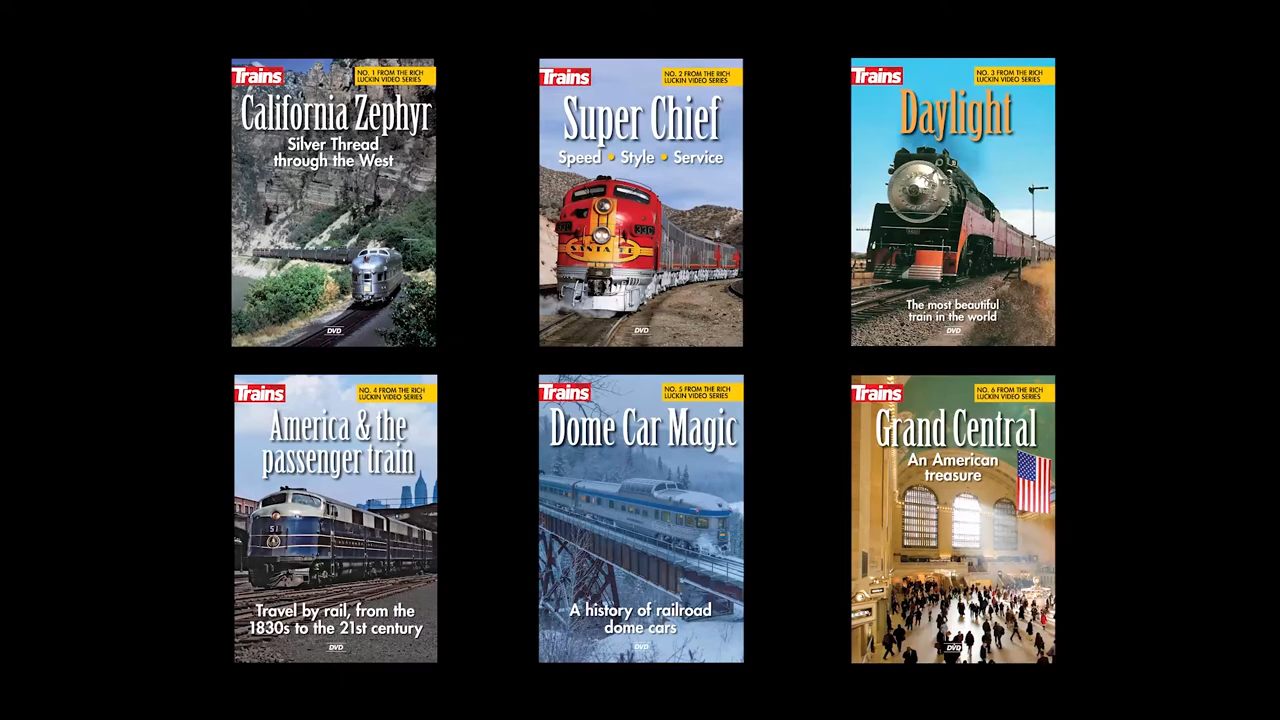 Trains
NO. 1 FROM THE RICH
LUCKIN VIDEO SERIES
California Zephyr
Silver Thread
through the West
DVD
Trains
NO. 2 FROM THE RICH
LUCKIN VIDEO SERIES
Super Chief
Speed • Style • Service
SANTA FE
DVD
Trains
NO. 3 FROM THE RICH
LUCKIN VIDEO SERIES
Daylight
The most beautiful
train in the world
DVD
Trains
NO. 4 FROM THE RICH
LUCKIN VIDEO SERIES
America & the
passenger train
51
Travel by rail, from the
1830s to the 21st century
DVD
Trains
NO. 5 FROM THE RICH
LUCKIN VIDEO SERIES
Dome Car Magic
A history of railroad
dome cars
DVD
Trains
NO. 6 FROM THE RICH
LUCKIN VIDEO SERIES
Grand Central
An American
treasure
DVD